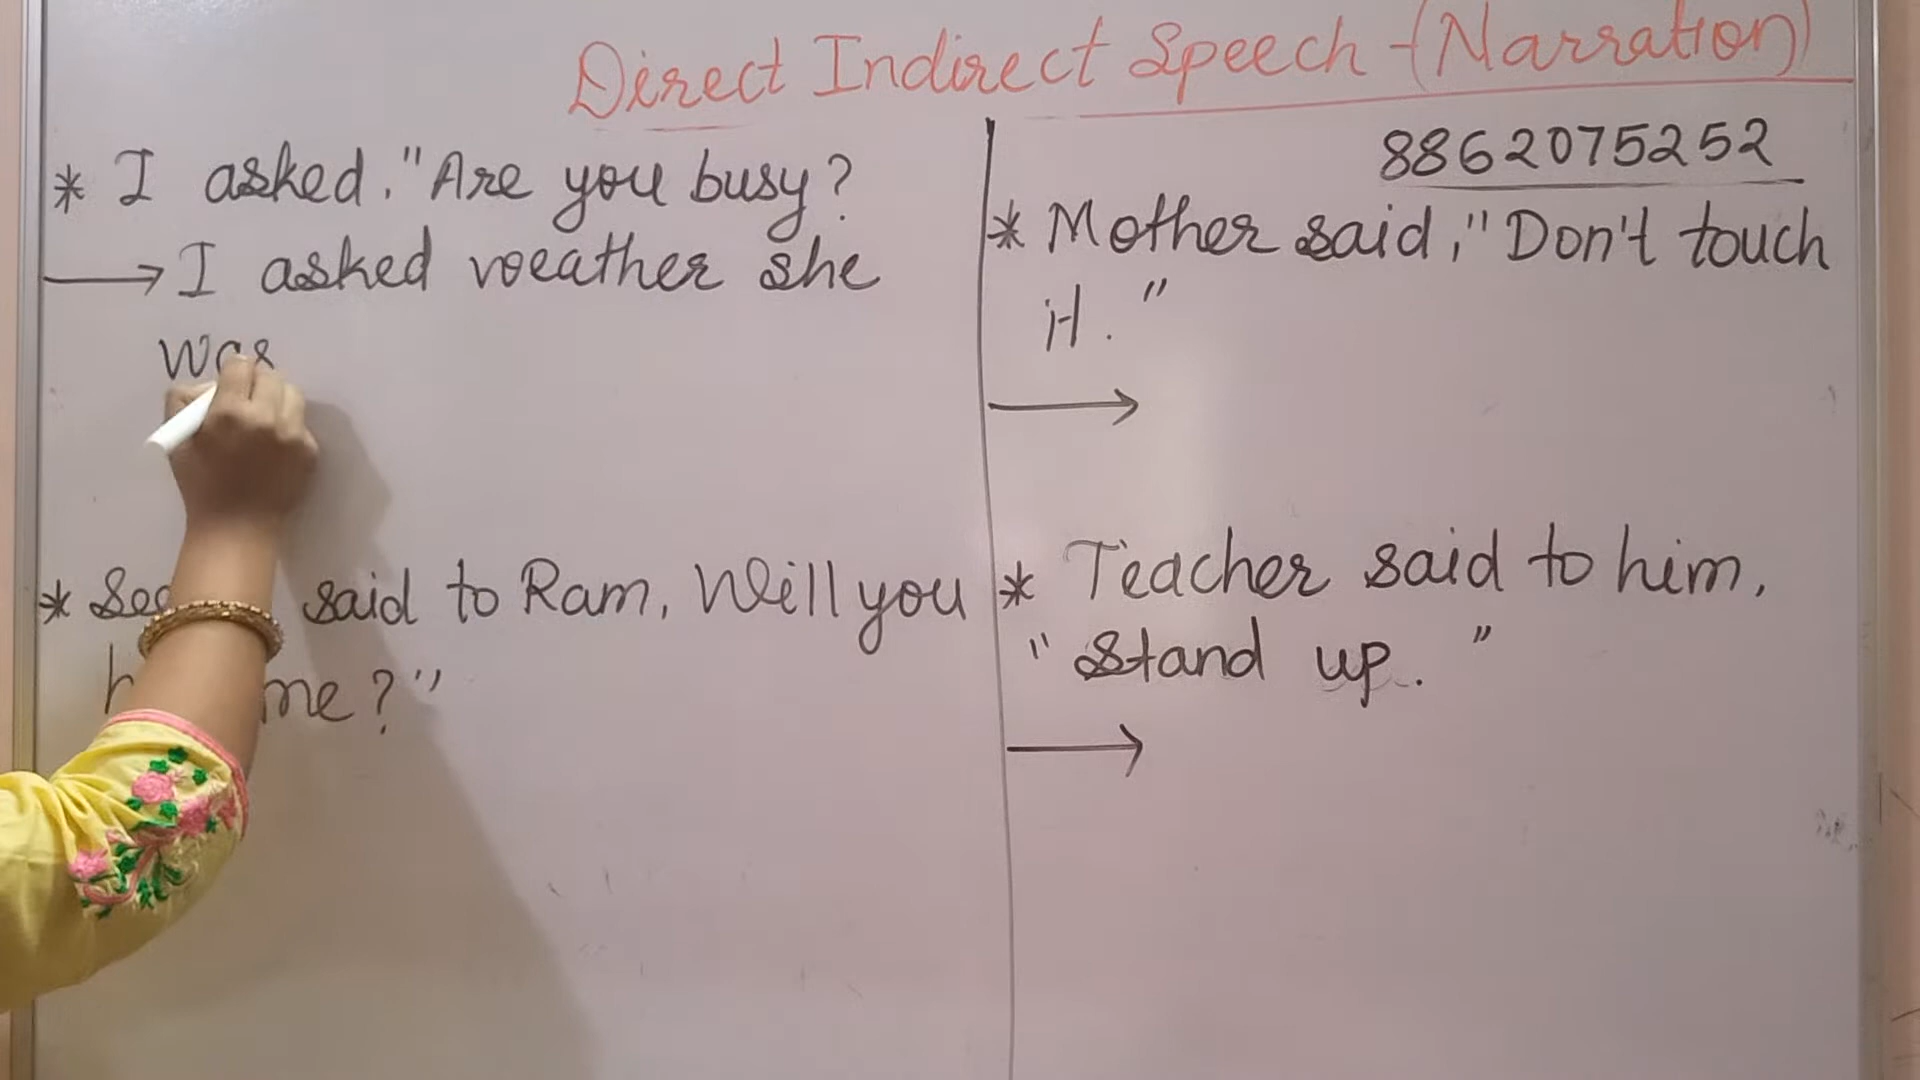 Direct Indirect Speech - (Narration)
* I asked, "Are you busy?
→ I asked weather she
was
* said to Ram, Will you
me?"
8862075252
* Mother said, "Don't touch
it."
→
* Teacher said to him,
"Stand up."
→